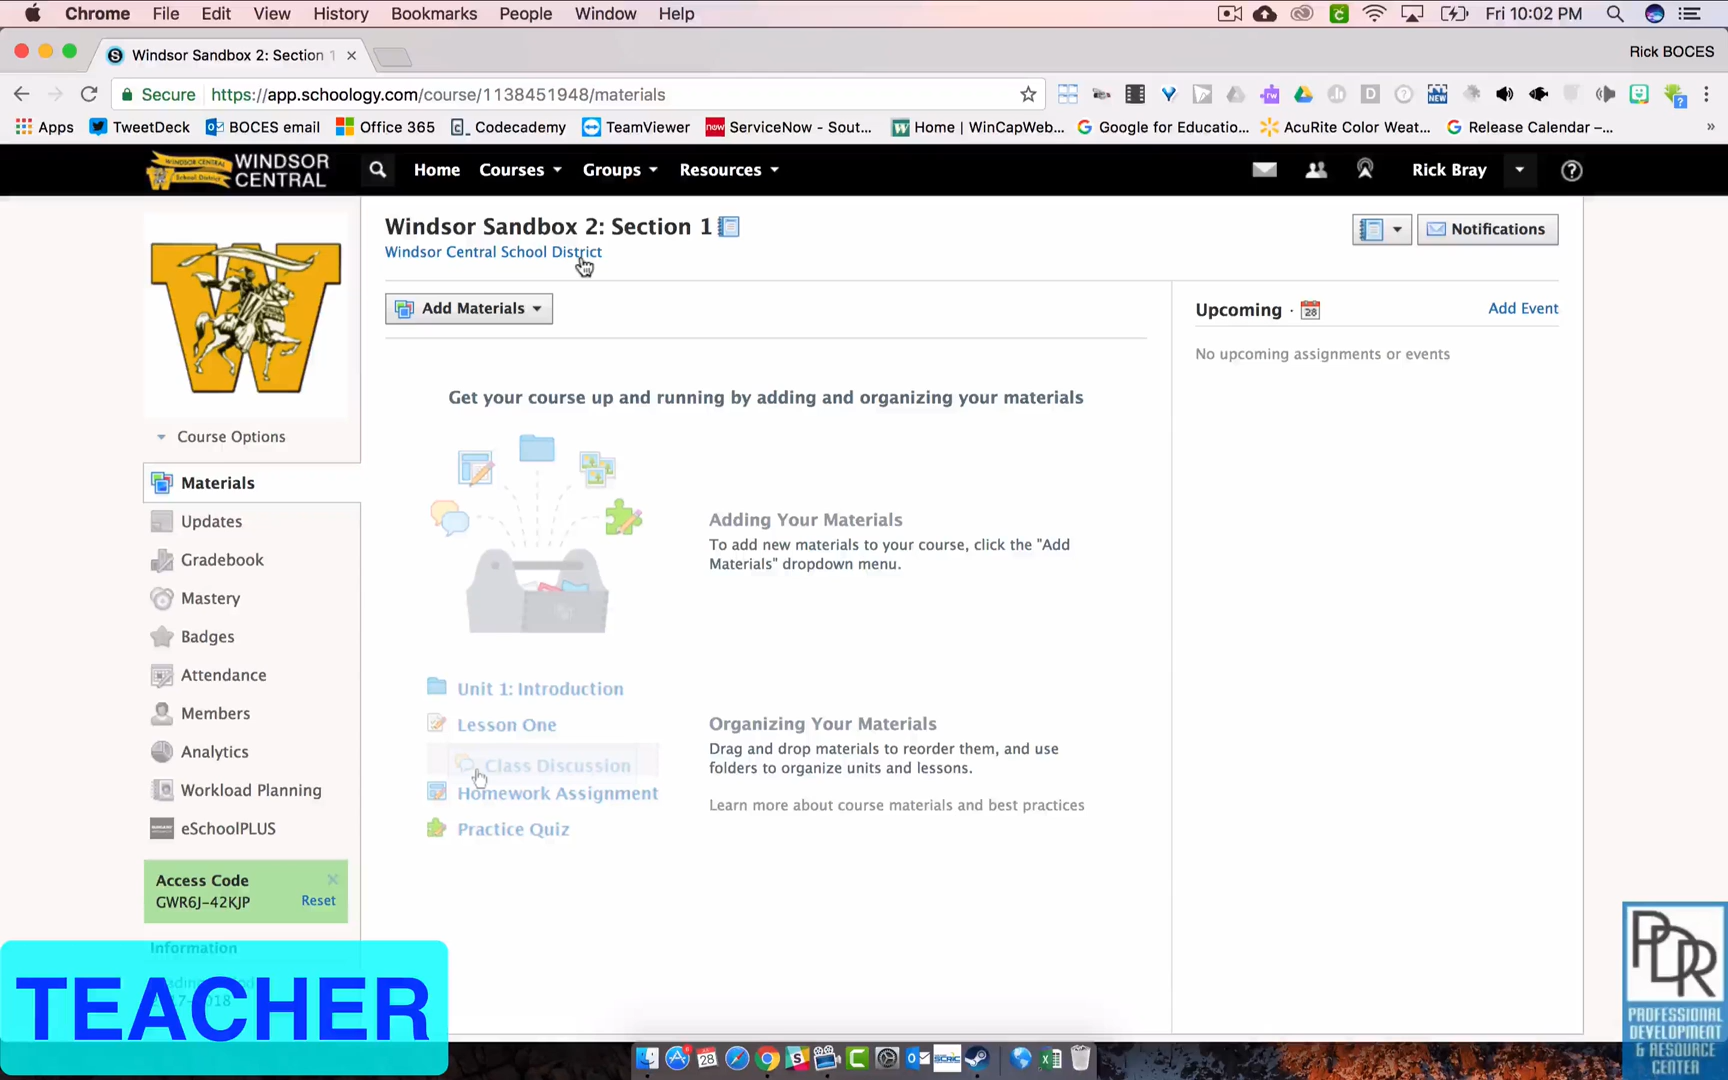 Chrome File Edit View History Bookmarks People Window Help Fri 10:02 PM
Windsor Sandbox 2: Section 1 Rick BOCES
Secure https://app.schoology.com/course/1138451948/materials
Apps TweetDeck BOCES email Office 365 Codecademy TeamViewer ServiceNow - Sout... Home | WinCapWeb... Google for Educatio... AcuRite Color Weat... Release Calendar –... »
WINDSOR CENTRAL School District
WINDSOR CENTRAL
Home Courses Groups Resources Rick Bray
Windsor Sandbox 2: Section 1
Windsor Central School District
Notifications
Add Materials
Upcoming · 28 Add Event
No upcoming assignments or events
Get your course up and running by adding and organizing your materials
Course Options
Materials
Updates
Gradebook
Mastery
Badges
Attendance
Members
Analytics
Workload Planning
eSchoolPLUS
Access Code
GWR6J-42KJP Reset
Information
Adding Your Materials
To add new materials to your course, click the "Add
Materials" dropdown menu.
Unit 1: Introduction
Lesson One
Class Discussion
Homework Assignment
Practice Quiz
Organizing Your Materials
Drag and drop materials to reorder them, and use
folders to organize units and lessons.
Learn more about course materials and best practices
TEACHER
PDRC
PROFESSIONAL
DEVELOPMENT
& RESOURCE
CENTER